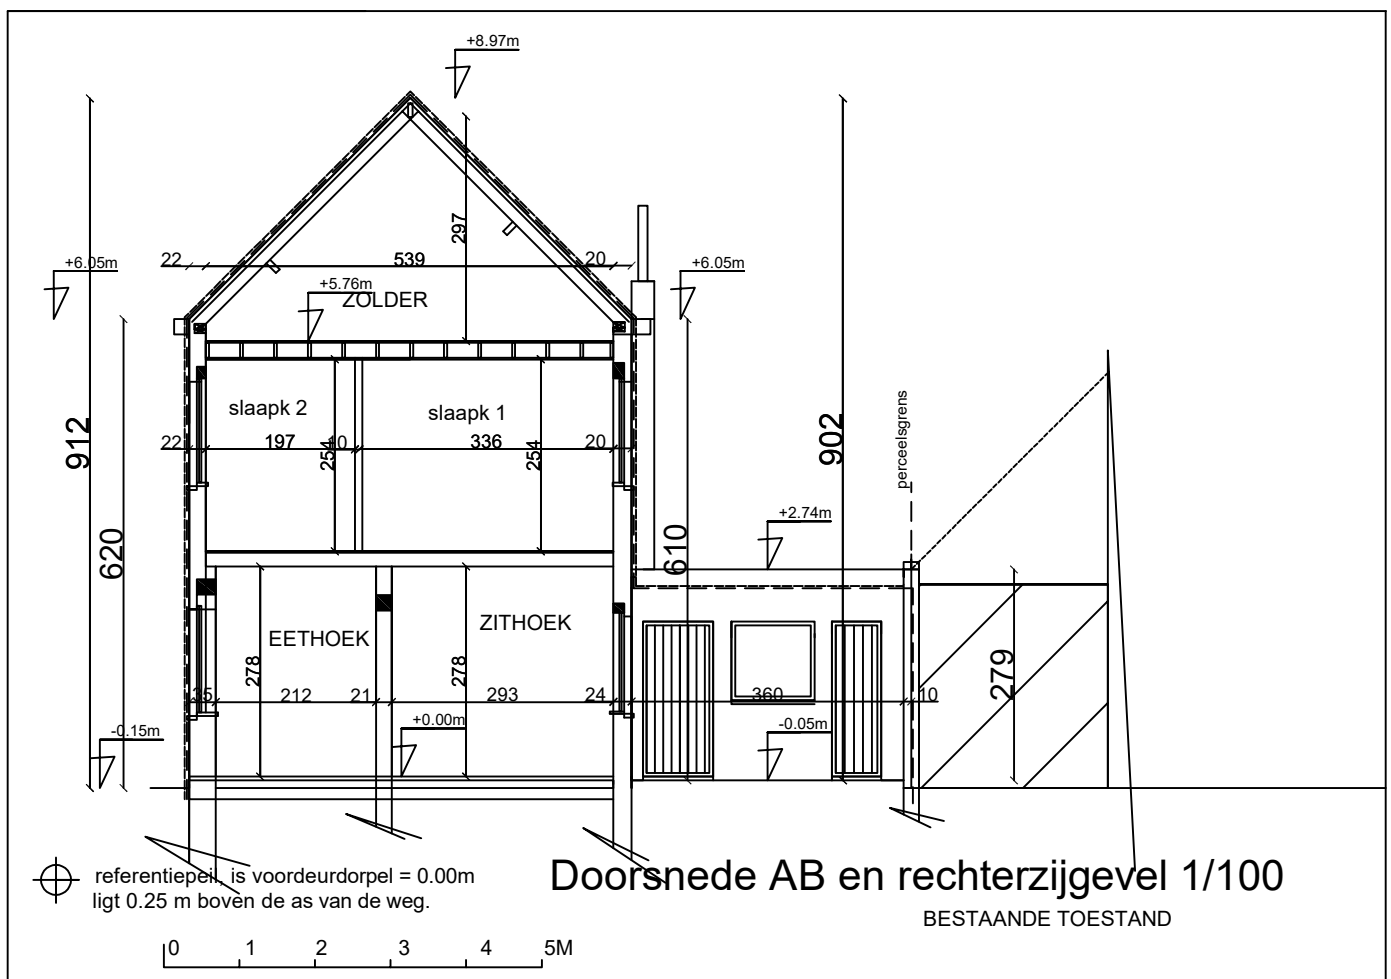 +8.97m
297
22
539
20
+6.05m
+6.05m
+5.76m
ZOLDER
slaapk 2
slaapk 1
perceelsgrens
912
902
22
197
10
336
20
254
254
+2.74m
620
610
EETHOEK
ZITHOEK
278
278
279
35
212
21
293
24
360
10
+0.00m
-0.05m
-0.15m
Doorsnede AB en rechterzijgevel 1/100
referentiepeil, is voordeurdorpel = 0.00m
ligt 0.25 m boven de as van de weg.
BESTAANDE TOESTAND
0 1 2 3 4 5M